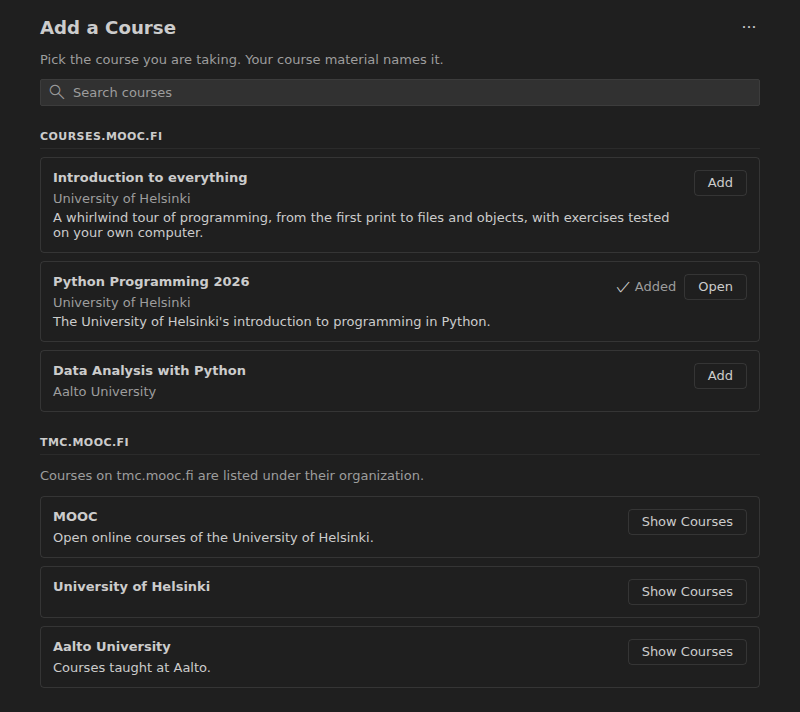 Add a Course
Pick the course you are taking. Your course material names it.
Search courses
COURSES.MOOC.FI
Introduction to everything
Add
University of Helsinki
A whirlwind tour of programming, from the first print to files and objects, with exercises tested
on your own computer.
Python Programming 2026
Added
Open
University of Helsinki
The University of Helsinki's introduction to programming in Python.
Data Analysis with Python
Add
Aalto University
TMC.MOOC.FI
Courses on tmc.mooc.fi are listed under their organization.
MOOC
Show Courses
Open online courses of the University of Helsinki.
University of Helsinki
Show Courses
Aalto University
Show Courses
Courses taught at Aalto.